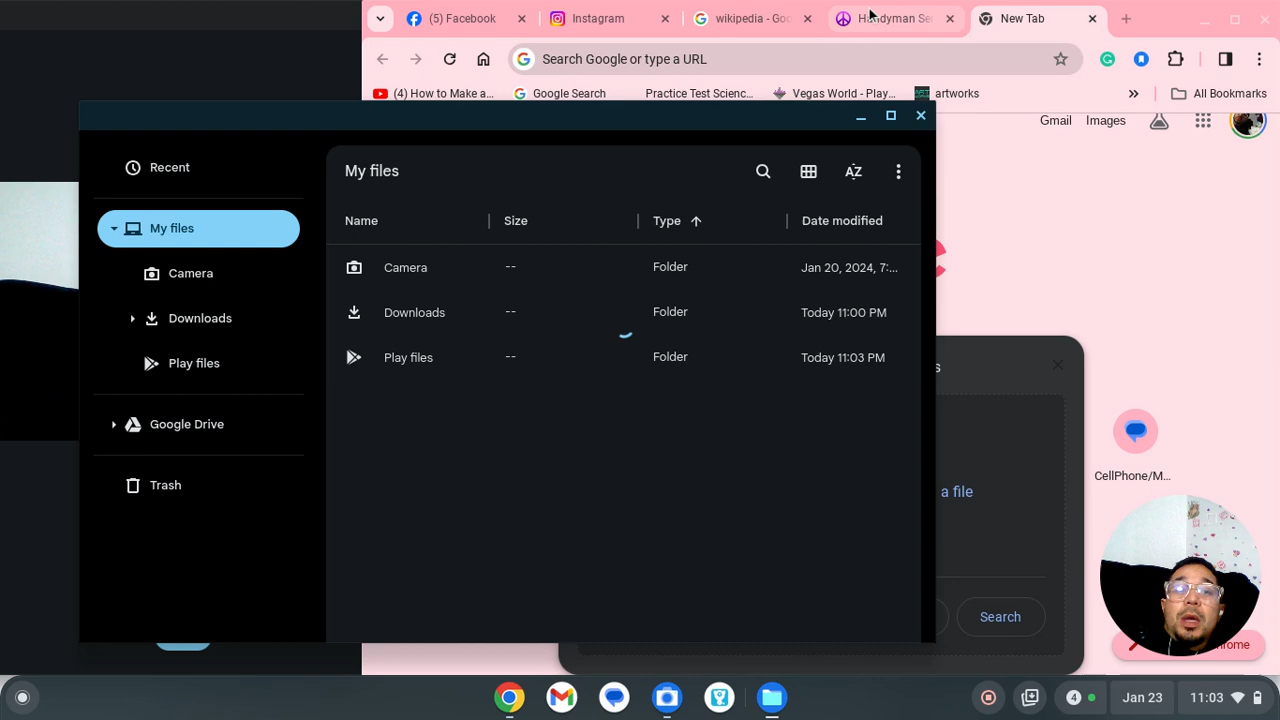 (5) Facebook
Instagram
wikipedia - Goo
Handyman Se
New Tab
Search Google or type a URL
(4) How to Make a...
Google Search
Practice Test Scienc...
Vegas World - Play...
artworks
All Bookmarks
Gmail
Images
Recent
My files
Camera
Downloads
Play files
Google Drive
Trash
My files
AZ
Name
Size
Type
Date modified
Camera
--
Folder
Jan 20, 2024, 7:...
Downloads
--
Folder
Today 11:00 PM
Play files
--
Folder
Today 11:03 PM
s
a file
Search
CellPhone/M...
4
Jan 23
11:03